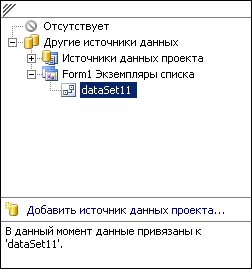 Отсутствует
Другие источники данных
Источники данных проекта
Form1 Экземпляры списка
dataSet11
Добавить источник данных проекта...
В данный момент данные привязаны к
'dataSet11'.